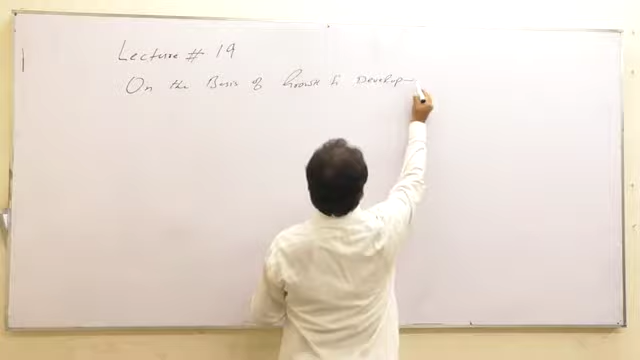 Lecture # 19
On the Basis of Growth & Develop